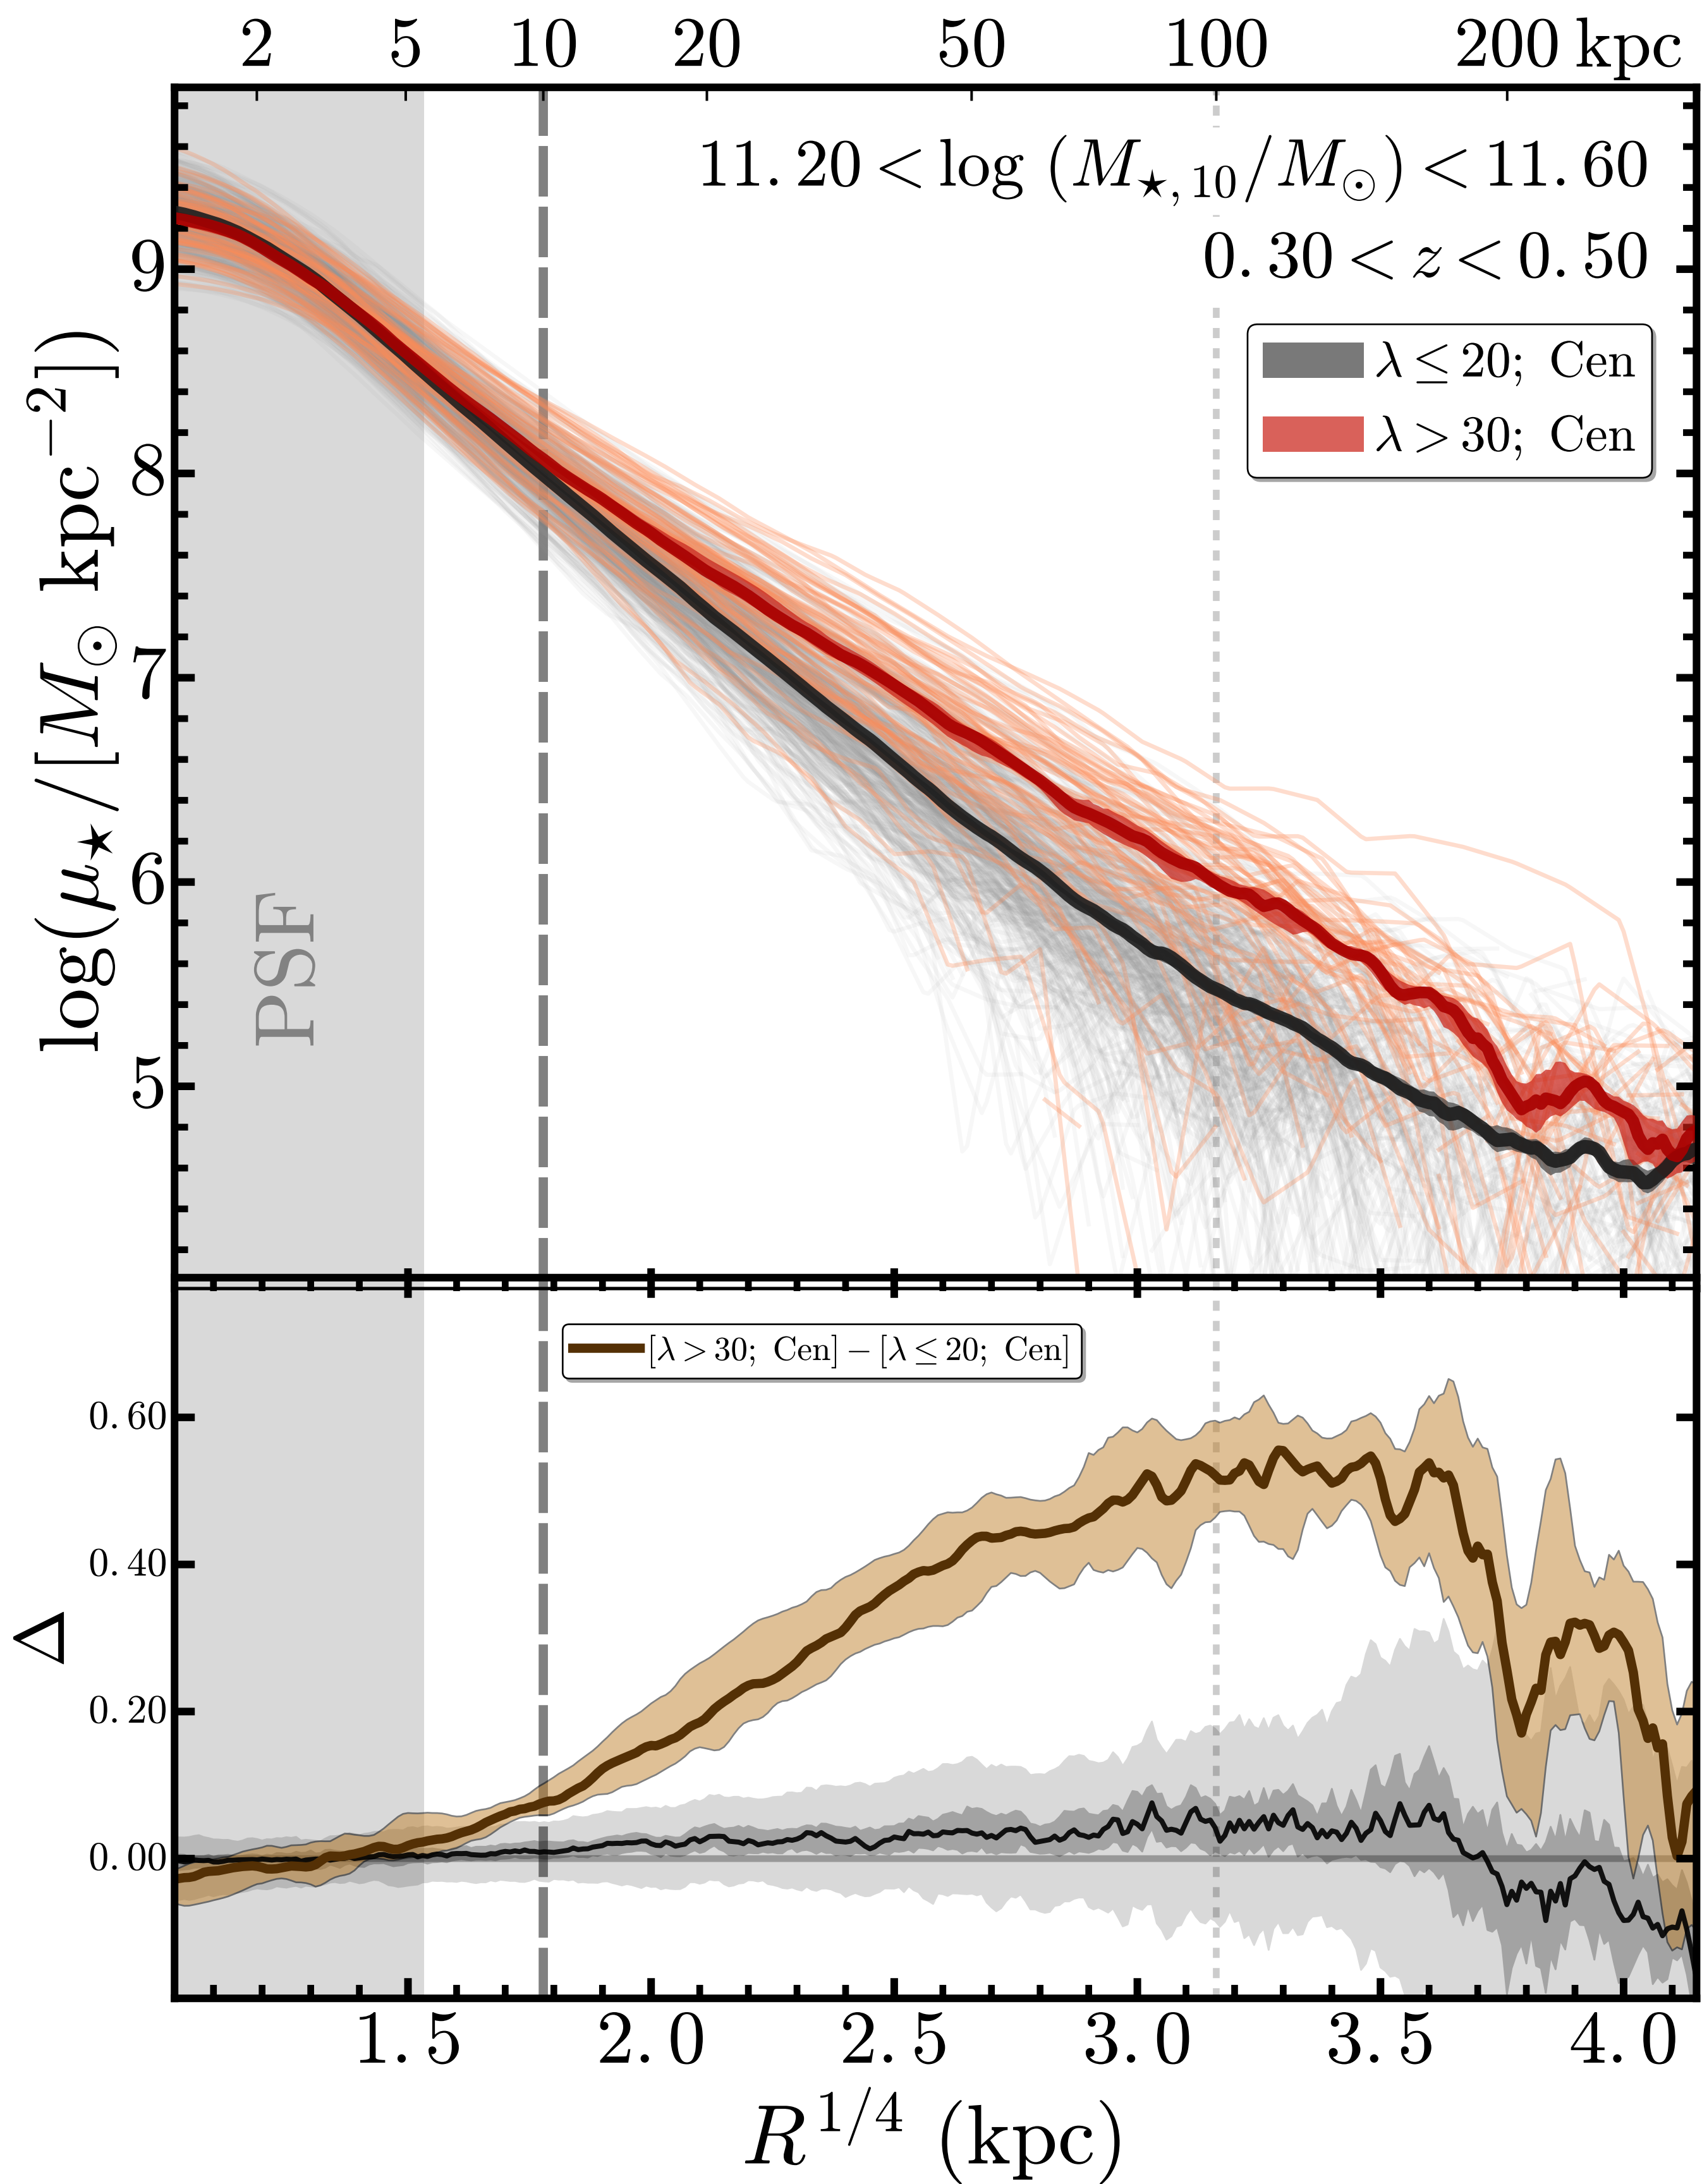 2 5 10 20 50 100 200 kpc
11.20 < log (M⋆,10/M⊙) < 11.60
0.30 < z < 0.50
λ ≤ 20; Cen
λ > 30; Cen
9
8
7
6
5
log(μ⋆/[M⊙ kpc⁻²])
PSF
[λ > 30; Cen] − [λ ≤ 20; Cen]
0.60
0.40
0.20
0.00
Δ
1.5 2.0 2.5 3.0 3.5 4.0
R^{1/4} (kpc)